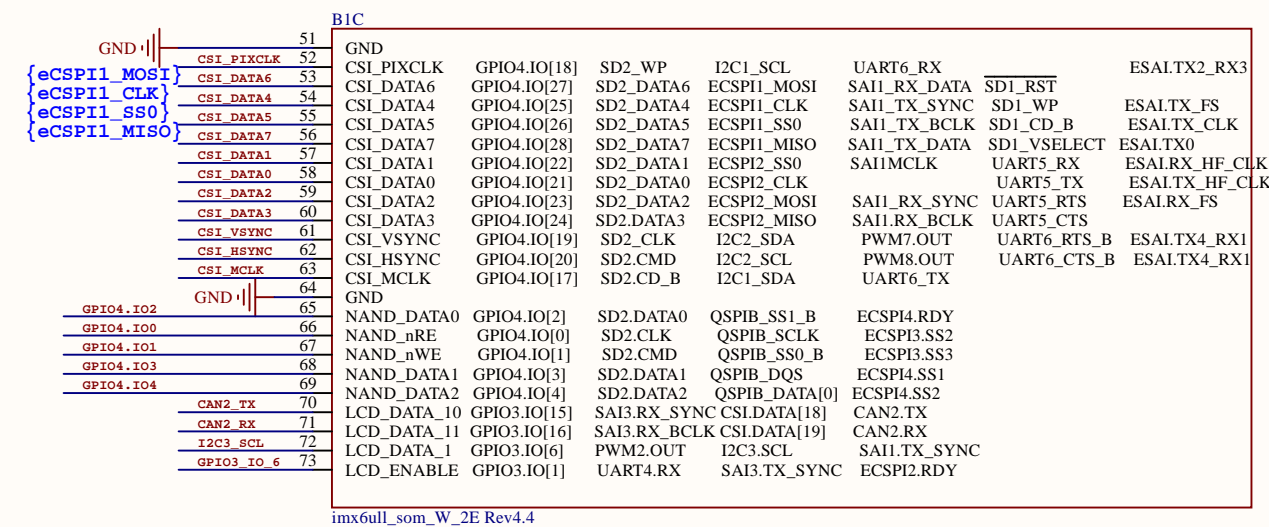 B1C
GND 51 GND
CSI_PIXCLK 52 CSI_PIXCLK GPIO4.IO[18] SD2_WP I2C1_SCL UART6_RX ESAI.TX2_RX3
{eCSPI1_MOSI} CSI_DATA6 53 CSI_DATA6 GPIO4.IO[27] SD2_DATA6 ECSPI1_MOSI SAI1_RX_DATA SD1_RST
{eCSPI1_CLK} CSI_DATA4 54 CSI_DATA4 GPIO4.IO[25] SD2_DATA4 ECSPI1_CLK SAI1_TX_SYNC SD1_WP ESAI.TX_FS
{eCSPI1_SS0} CSI_DATA5 55 CSI_DATA5 GPIO4.IO[26] SD2_DATA5 ECSPI1_SS0 SAI1_TX_BCLK SD1_CD_B ESAI.TX_CLK
{eCSPI1_MISO} CSI_DATA7 56 CSI_DATA7 GPIO4.IO[28] SD2_DATA7 ECSPI1_MISO SAI1_TX_DATA SD1_VSELECT ESAI.TX0
CSI_DATA1 57 CSI_DATA1 GPIO4.IO[22] SD2_DATA1 ECSPI2_SS0 SAI1MCLK UART5_RX ESAI.RX_HF_CLK
CSI_DATA0 58 CSI_DATA0 GPIO4.IO[21] SD2_DATA0 ECSPI2_CLK UART5_TX ESAI.TX_HF_CLK
CSI_DATA2 59 CSI_DATA2 GPIO4.IO[23] SD2_DATA2 ECSPI2_MOSI SAI1_RX_SYNC UART5_RTS ESAI.RX_FS
CSI_DATA3 60 CSI_DATA3 GPIO4.IO[24] SD2.DATA3 ECSPI2_MISO SAI1.RX_BCLK UART5_CTS
CSI_VSYNC 61 CSI_VSYNC GPIO4.IO[19] SD2_CLK I2C2_SDA PWM7.OUT UART6_RTS_B ESAI.TX4_RX1
CSI_HSYNC 62 CSI_HSYNC GPIO4.IO[20] SD2.CMD I2C2_SCL PWM8.OUT UART6_CTS_B ESAI.TX4_RX1
CSI_MCLK 63 CSI_MCLK GPIO4.IO[17] SD2.CD_B I2C1_SDA UART6_TX
GND 64 GND
GPIO4.IO2 65 NAND_DATA0 GPIO4.IO[2] SD2.DATA0 QSPIB_SS1_B ECSPI4.RDY
GPIO4.IO0 66 NAND_nRE GPIO4.IO[0] SD2.CLK QSPIB_SCLK ECSPI3.SS2
GPIO4.IO1 67 NAND_nWE GPIO4.IO[1] SD2.CMD QSPIB_SS0_B ECSPI3.SS3
GPIO4.IO3 68 NAND_DATA1 GPIO4.IO[3] SD2.DATA1 QSPIB_DQS ECSPI4.SS1
GPIO4.IO4 69 NAND_DATA2 GPIO4.IO[4] SD2.DATA2 QSPIB_DATA[0] ECSPI4.SS2
CAN2_TX 70 LCD_DATA_10 GPIO3.IO[15] SAI3.RX_SYNC CSI.DATA[18] CAN2.TX
CAN2_RX 71 LCD_DATA_11 GPIO3.IO[16] SAI3.RX_BCLK CSI.DATA[19] CAN2.RX
I2C3_SCL 72 LCD_DATA_1 GPIO3.IO[6] PWM2.OUT I2C3.SCL SAI1.TX_SYNC
GPIO3_IO_6 73 LCD_ENABLE GPIO3.IO[1] UART4.RX SAI3.TX_SYNC ECSPI2.RDY
imx6ull_som_W_2E Rev4.4